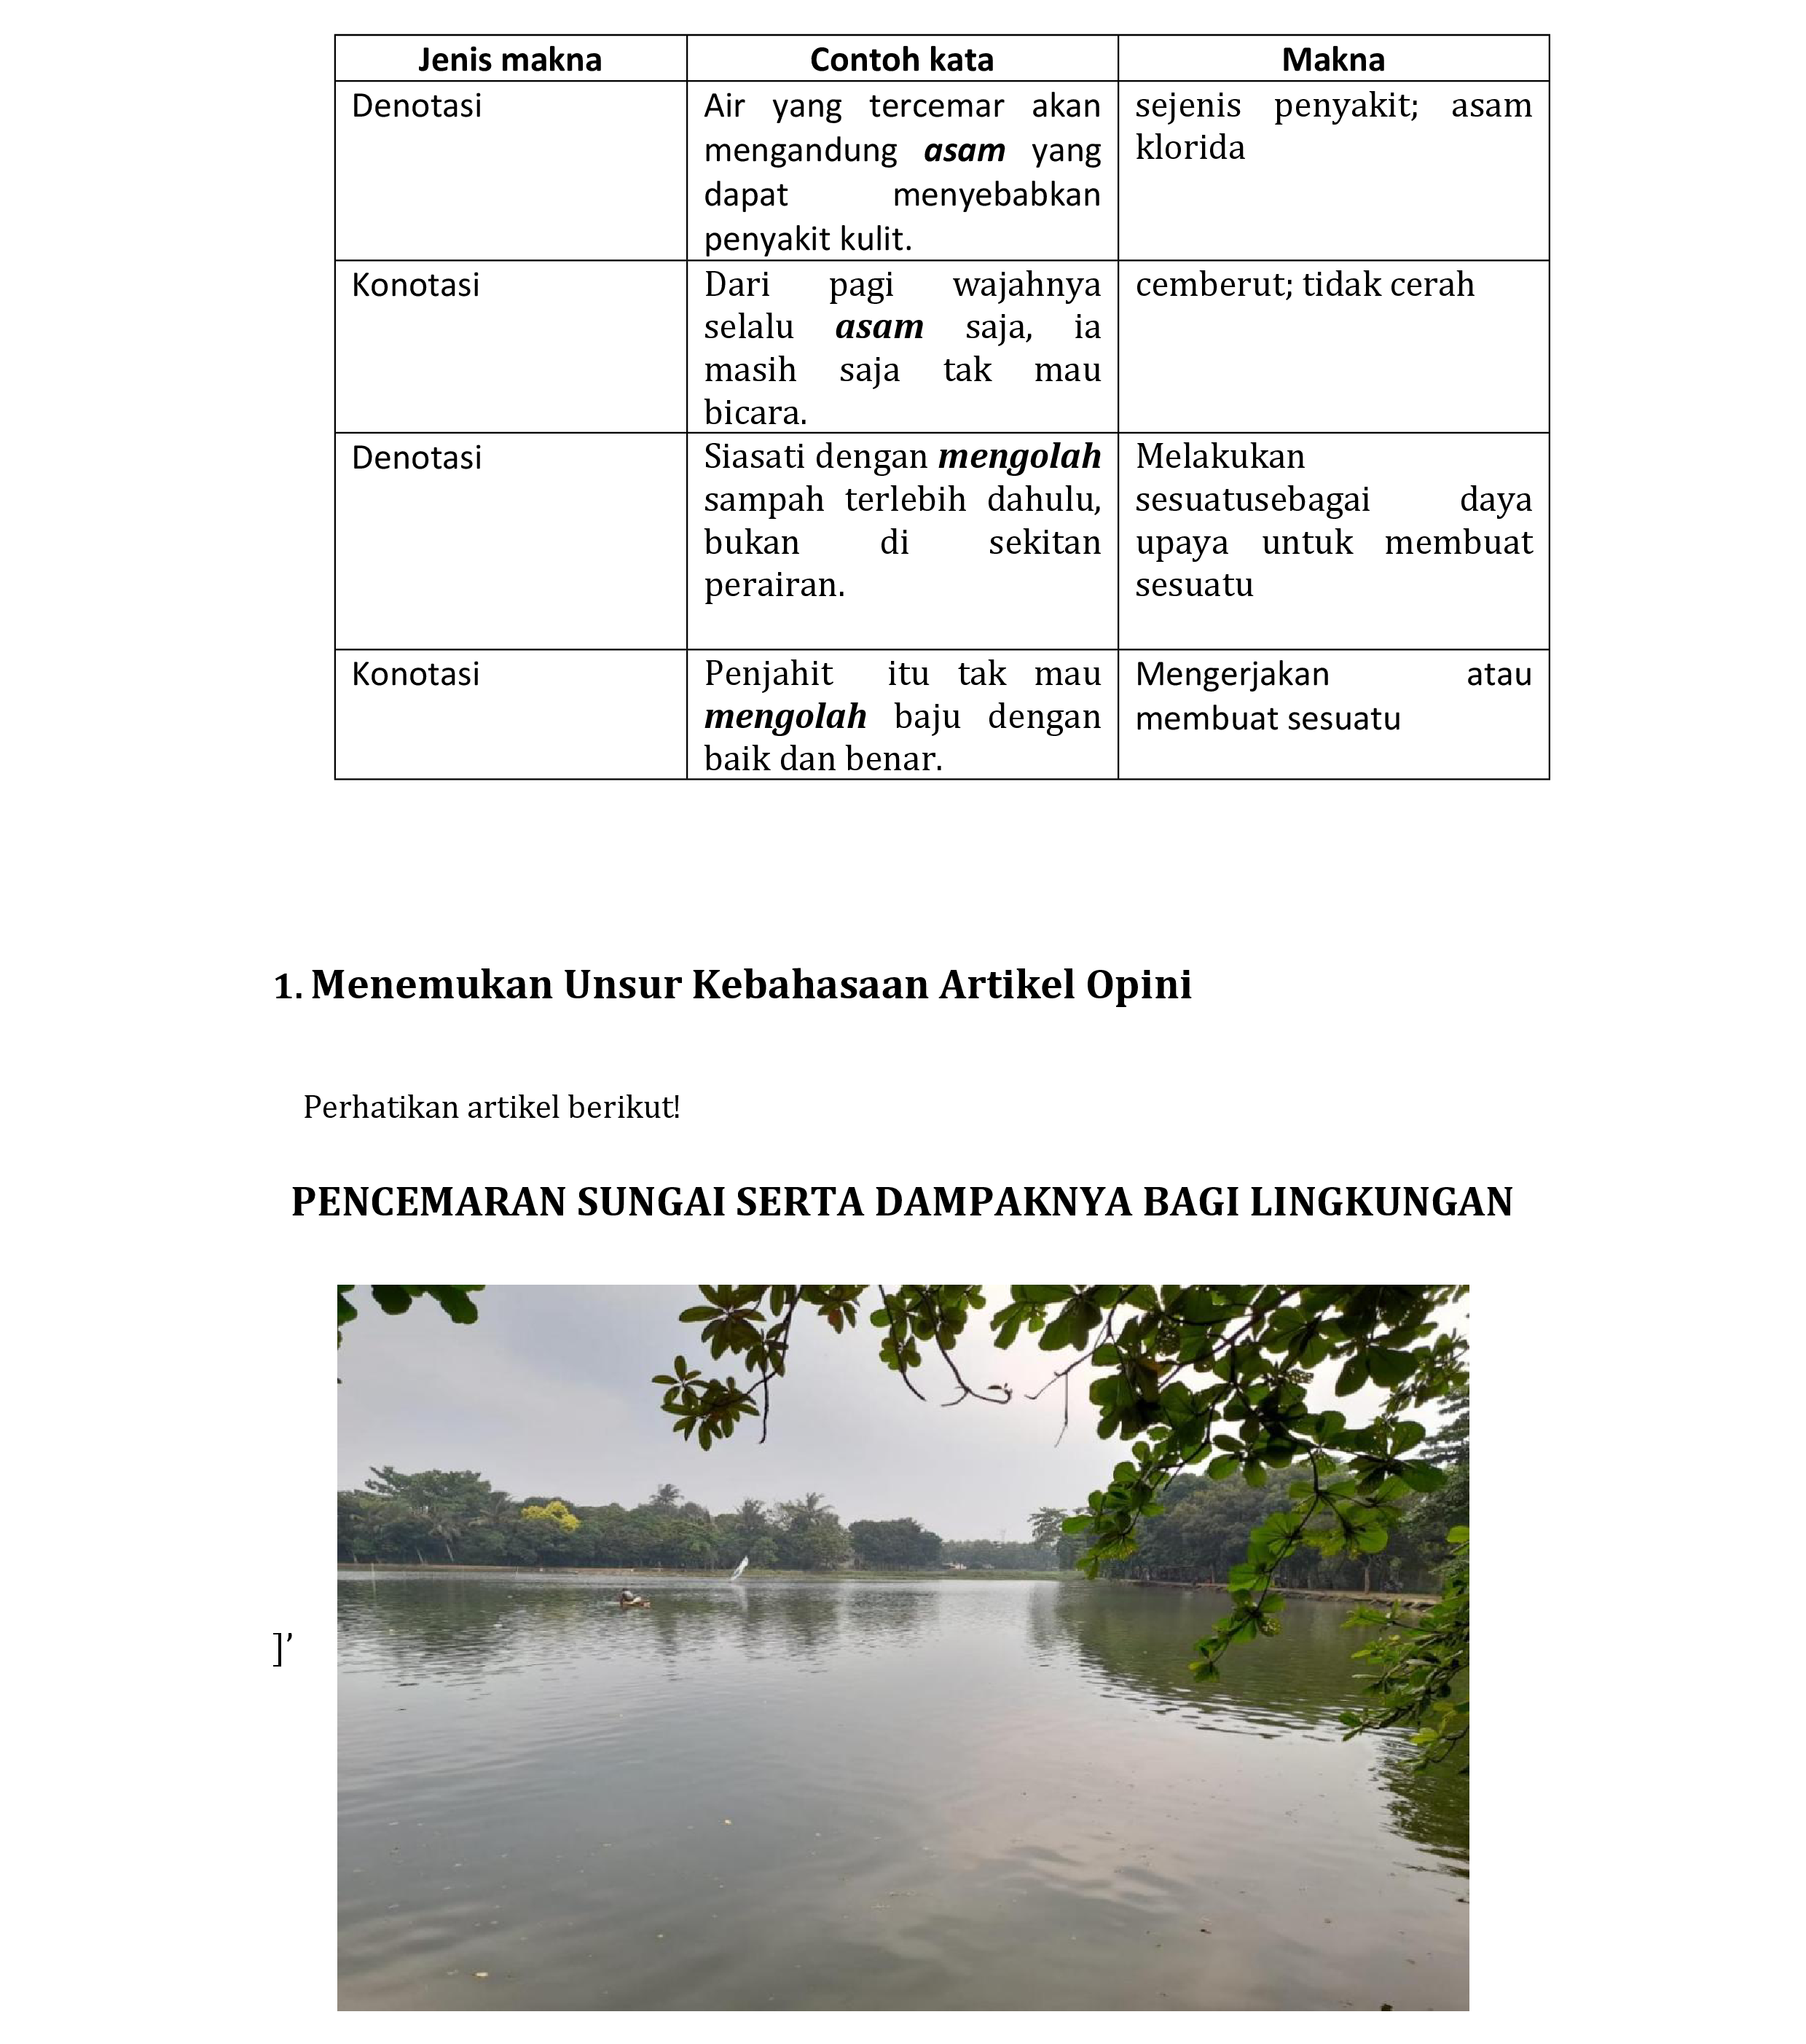 Jenis makna Contoh kata Makna
Denotasi
Air yang tercemar akan
mengandung asam yang
dapat menyebabkan
penyakit kulit.
sejenis penyakit; asam
klorida
Konotasi
Dari pagi wajahnya
selalu asam saja, ia
masih saja tak mau
bicara.
cemberut; tidak cerah
Denotasi
Siasati dengan mengolah
sampah terlebih dahulu,
bukan di sekitan
perairan.
Melakukan
sesuatusebagai daya
upaya untuk membuat
sesuatu
Konotasi
Penjahit itu tak mau
mengolah baju dengan
baik dan benar.
Mengerjakan atau
membuat sesuatu
1. Menemukan Unsur Kebahasaan Artikel Opini
Perhatikan artikel berikut!
PENCEMARAN SUNGAI SERTA DAMPAKNYA BAGI LINGKUNGAN
]’